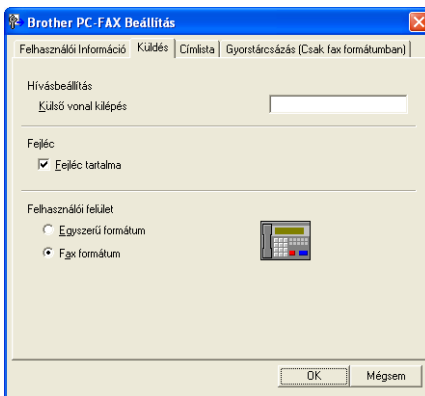 Brother PC-FAX Beállítás
Felhasználói Információ Küldés Címlista Gyorstárcsázás (Csak fax formátumban)
Hívásbeállítás
Külső vonal kilépés
Fejléc
Fejléc tartalma
Felhasználói felület
Egyszerű formátum
Fax formátum
OK Mégsem